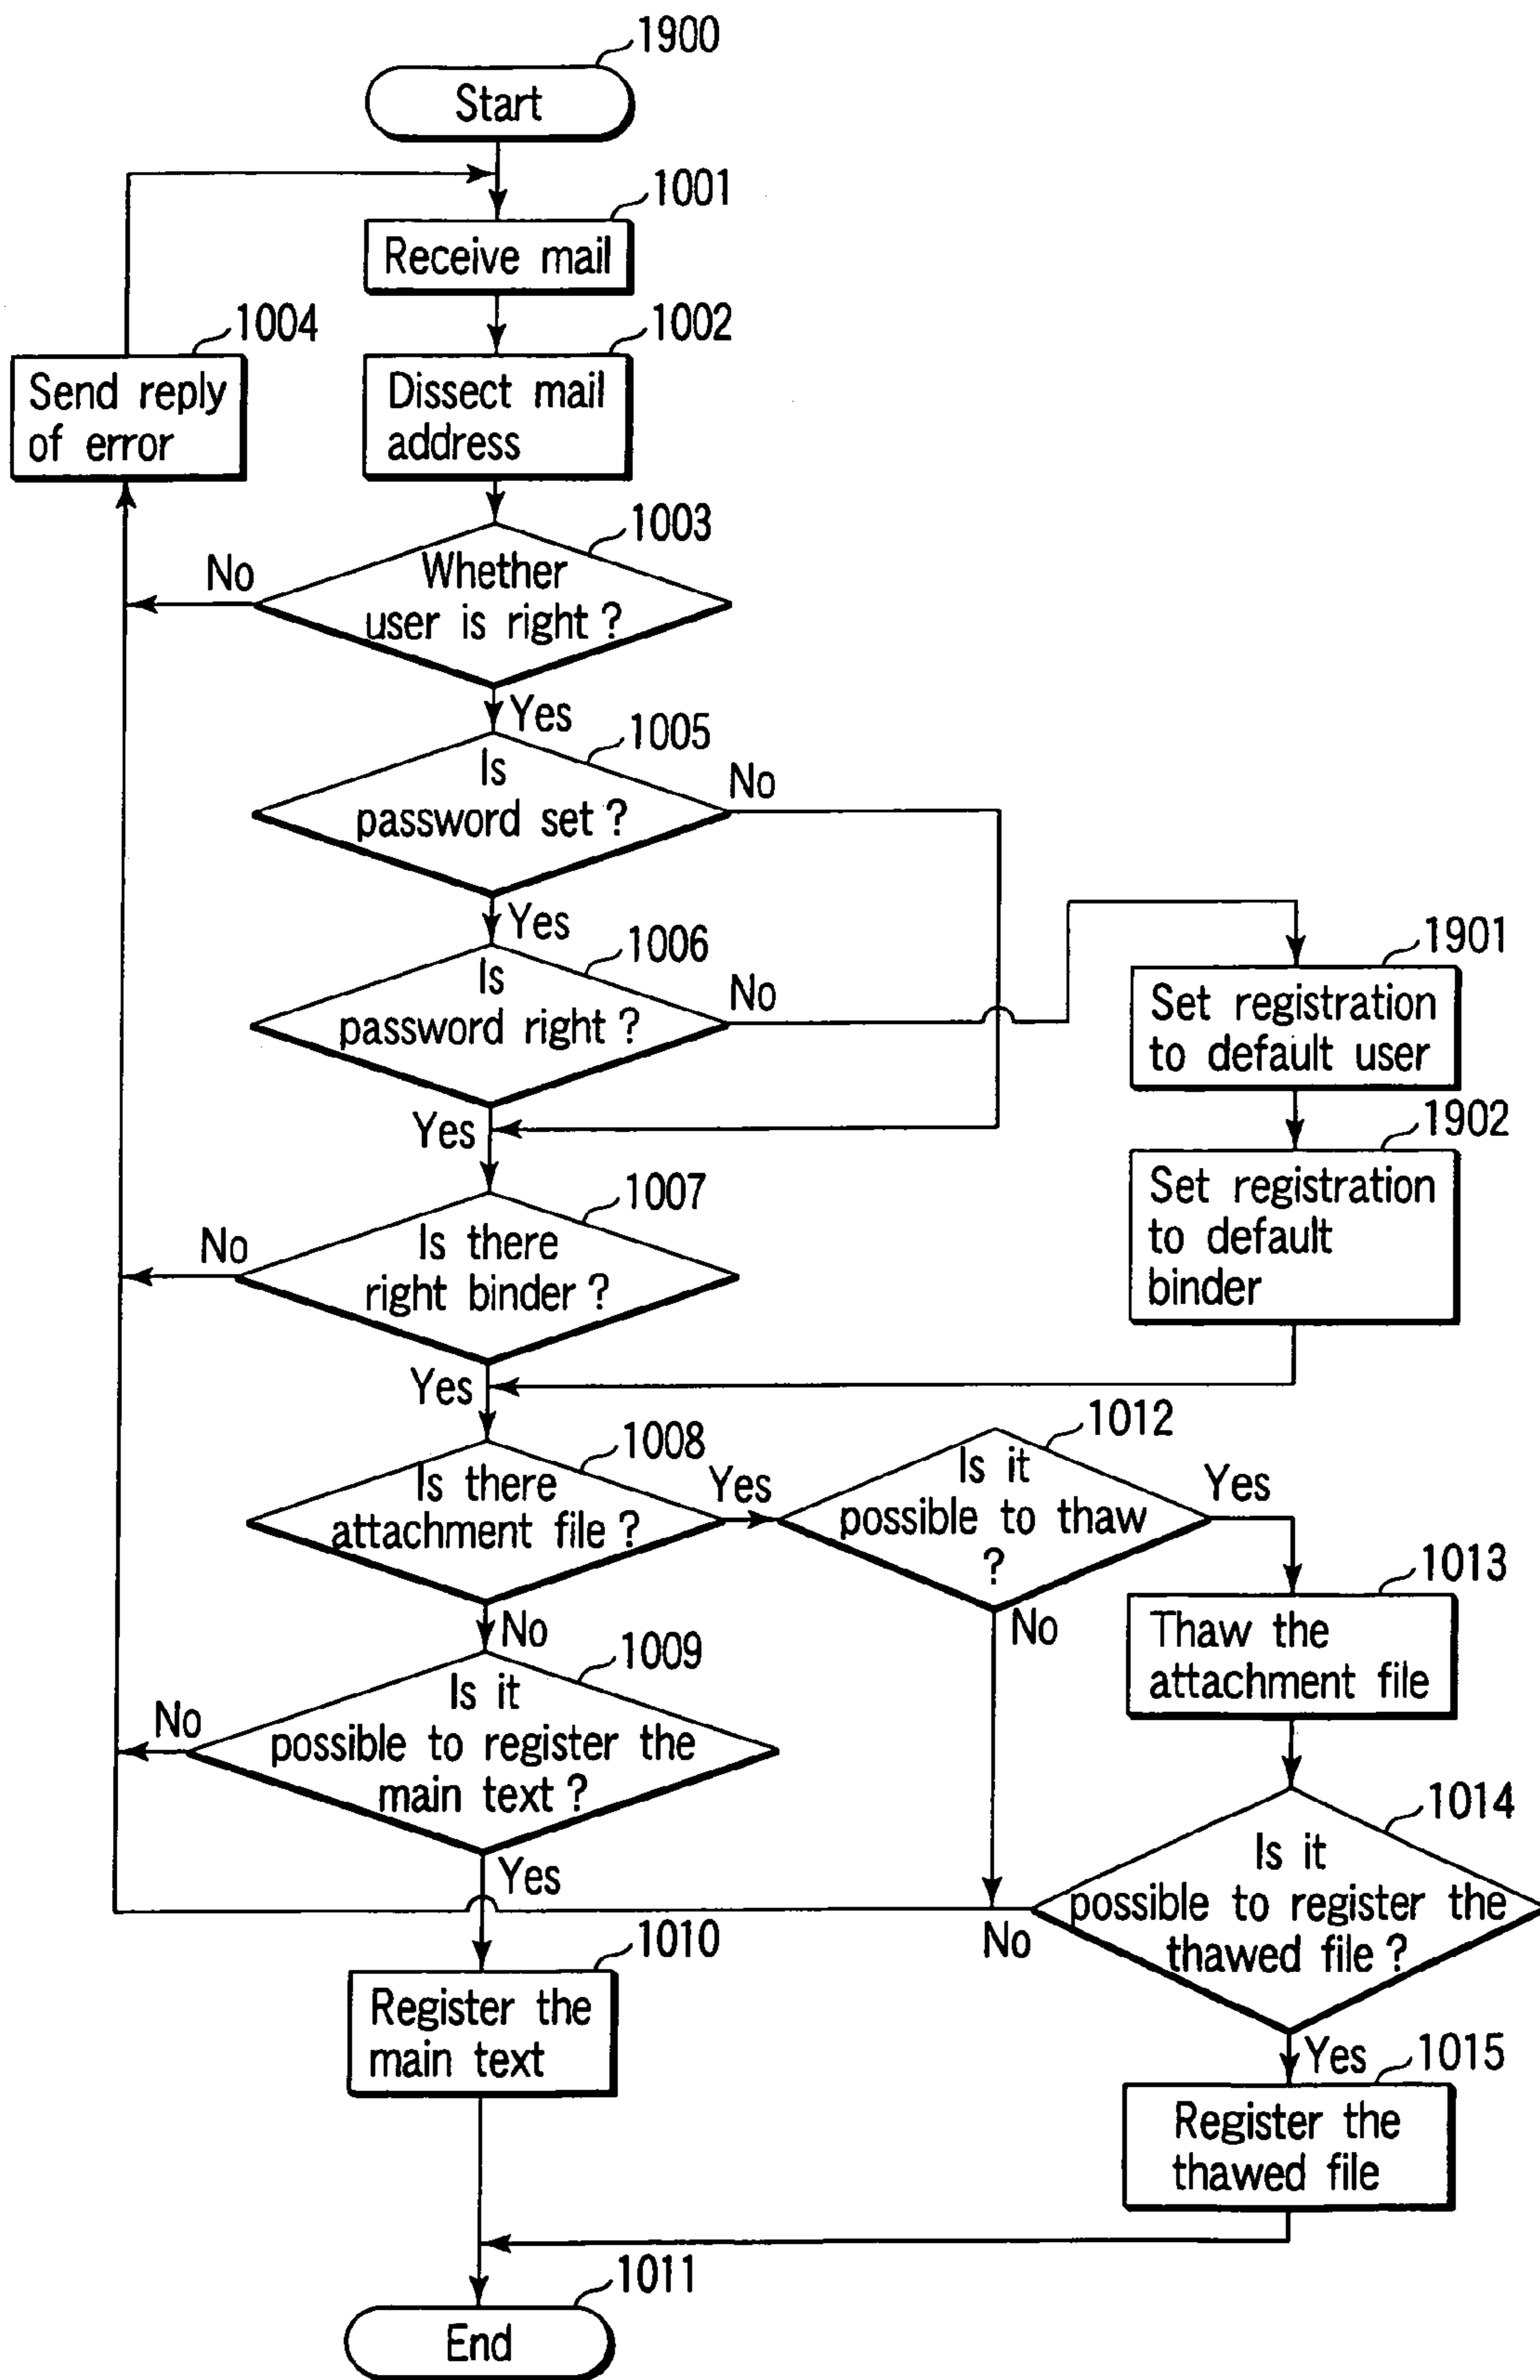 1900
Start
1001
Receive mail
1004
Send reply
of error
1002
Dissect mail
address
1003
Whether
user is right?
No
Yes
1005
Is
password set?
No
Yes
1006
Is
password right?
No
Yes
1901
Set registration
to default user
1902
Set registration
to default
binder
1007
Is there
right binder?
No
Yes
1008
Is there
attachment file?
Yes
No
1012
Is it
possible to thaw
?
Yes
No
1013
Thaw the
attachment file
1009
Is it
possible to register the
main text?
No
Yes
1014
Is it
possible to register the
thawed file?
No
Yes
1010
Register the
main text
1015
Register the
thawed file
1011
End